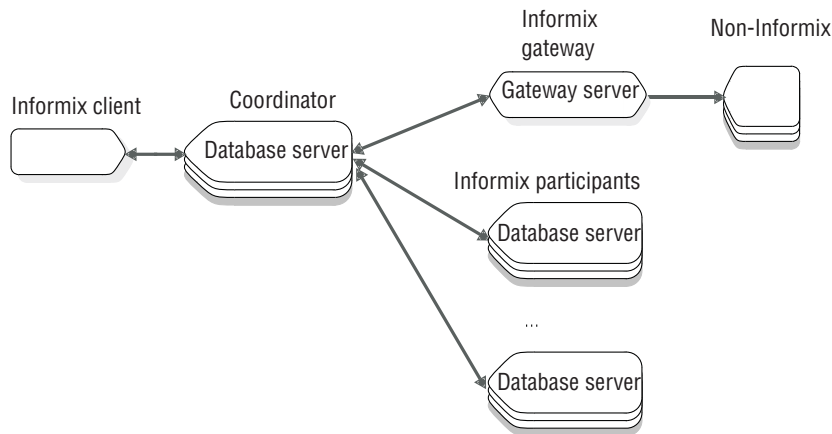 Informix
gateway
Non-Informix
Informix client
Coordinator
Gateway server
Database server
Informix participants
Database server
...
Database server